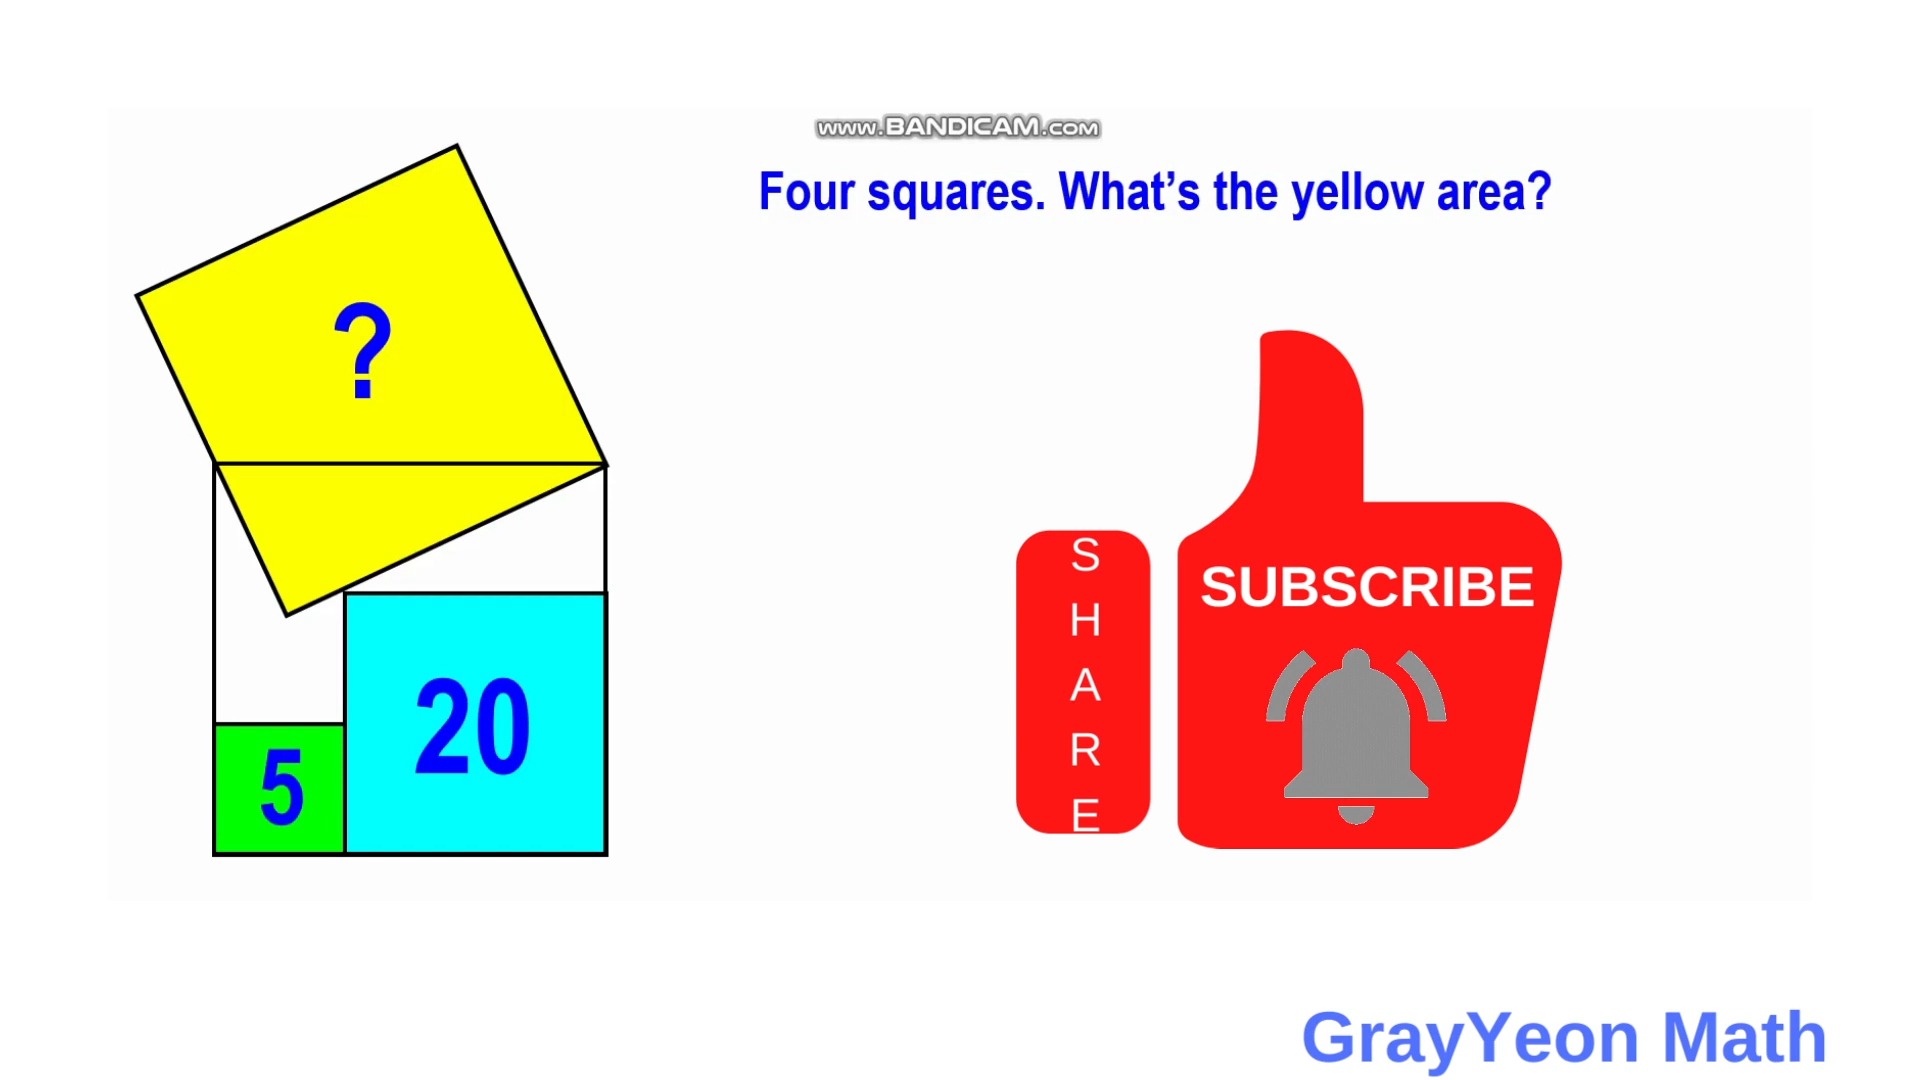 www.BANDICAM.com
Four squares. What's the yellow area?
?
20
5
S
H
A
R
E
SUBSCRIBE
GrayYeon Math